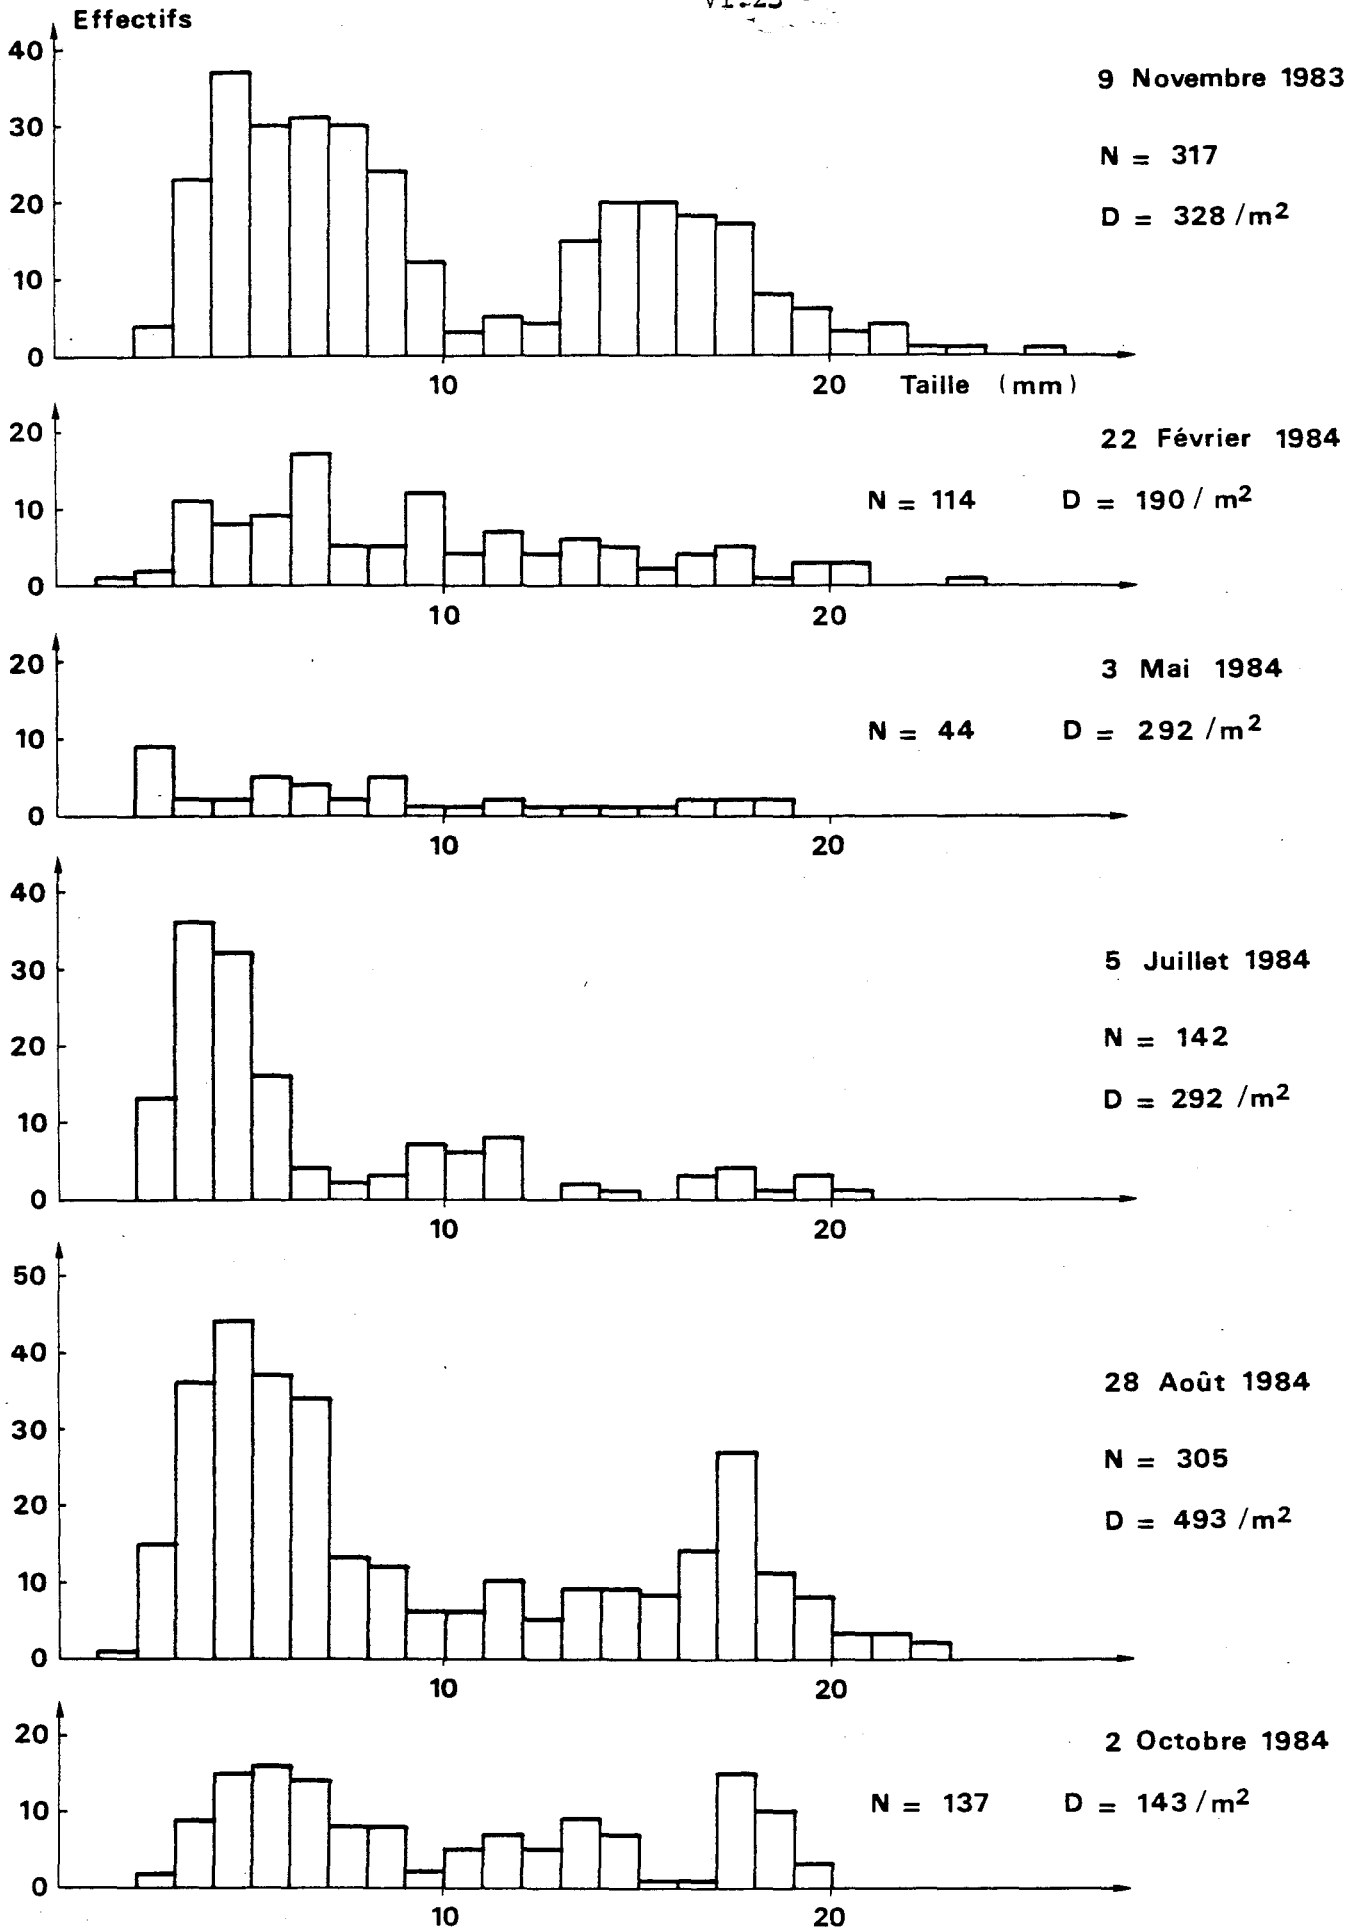 Effectifs
40
30
20
10
0
9 Novembre 1983
N = 317
D = 328 /m²
10 20 Taille (mm)
20
10
0
22 Février 1984
N = 114 D = 190 / m²
10 20
20
10
0
3 Mai 1984
N = 44 D = 292 /m²
10 20
40
30
20
10
0
5 Juillet 1984
N = 142
D = 292 /m²
10 20
50
40
30
20
10
0
28 Août 1984
N = 305
D = 493 /m²
10 20
20
10
0
2 Octobre 1984
N = 137 D = 143 /m²
10 20